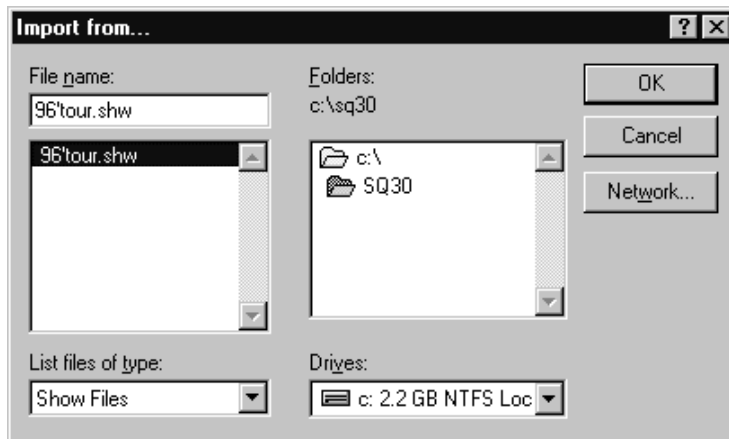 Import from...
File name:
96'tour.shw
96'tour.shw
List files of type:
Show Files
Folders:
c:\sq30
c:\
SQ30
Drives:
c: 2.2 GB NTFS Loc
OK
Cancel
Network...